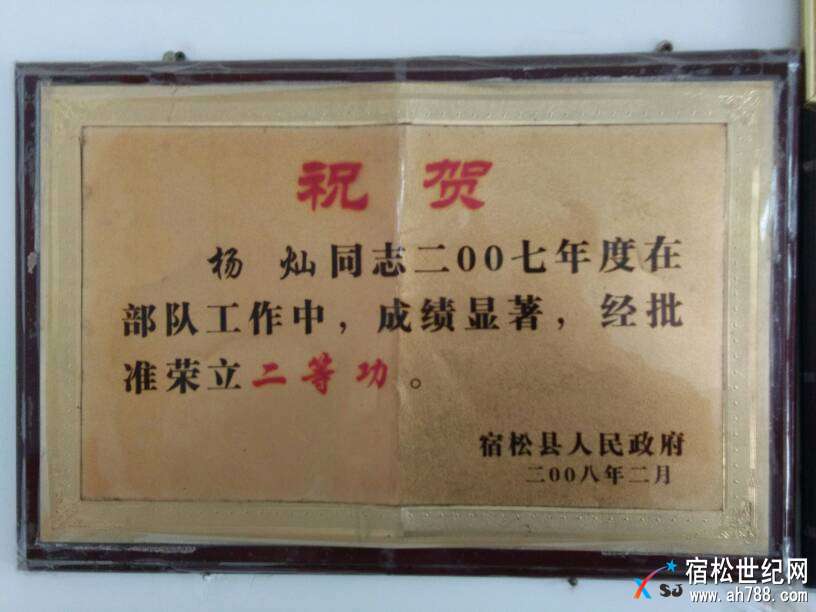 祝贺
杨灿同志二00七年度在
部队工作中，成绩显著，经批
准荣立二等功。
宿松县人民政府
二00八年二月
SJ 宿松世纪网
www.ah788.com